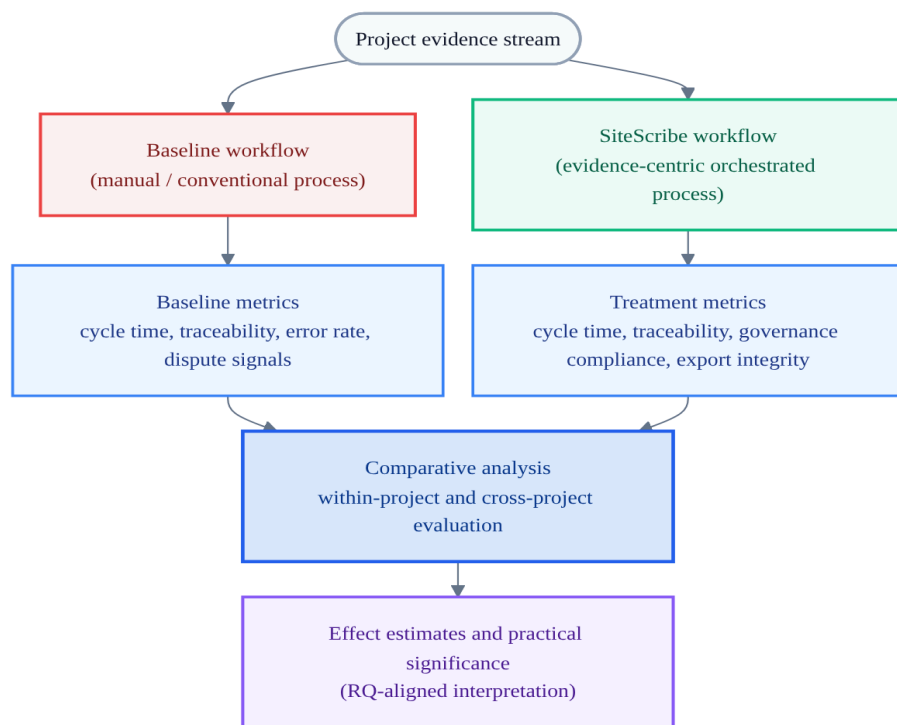 Project evidence stream
Baseline workflow
(manual / conventional process)
SiteScribe workflow
(evidence-centric orchestrated
process)
Baseline metrics
cycle time, traceability, error rate,
dispute signals
Treatment metrics
cycle time, traceability, governance
compliance, export integrity
Comparative analysis
within-project and cross-project
evaluation
Effect estimates and practical
significance
(RQ-aligned interpretation)